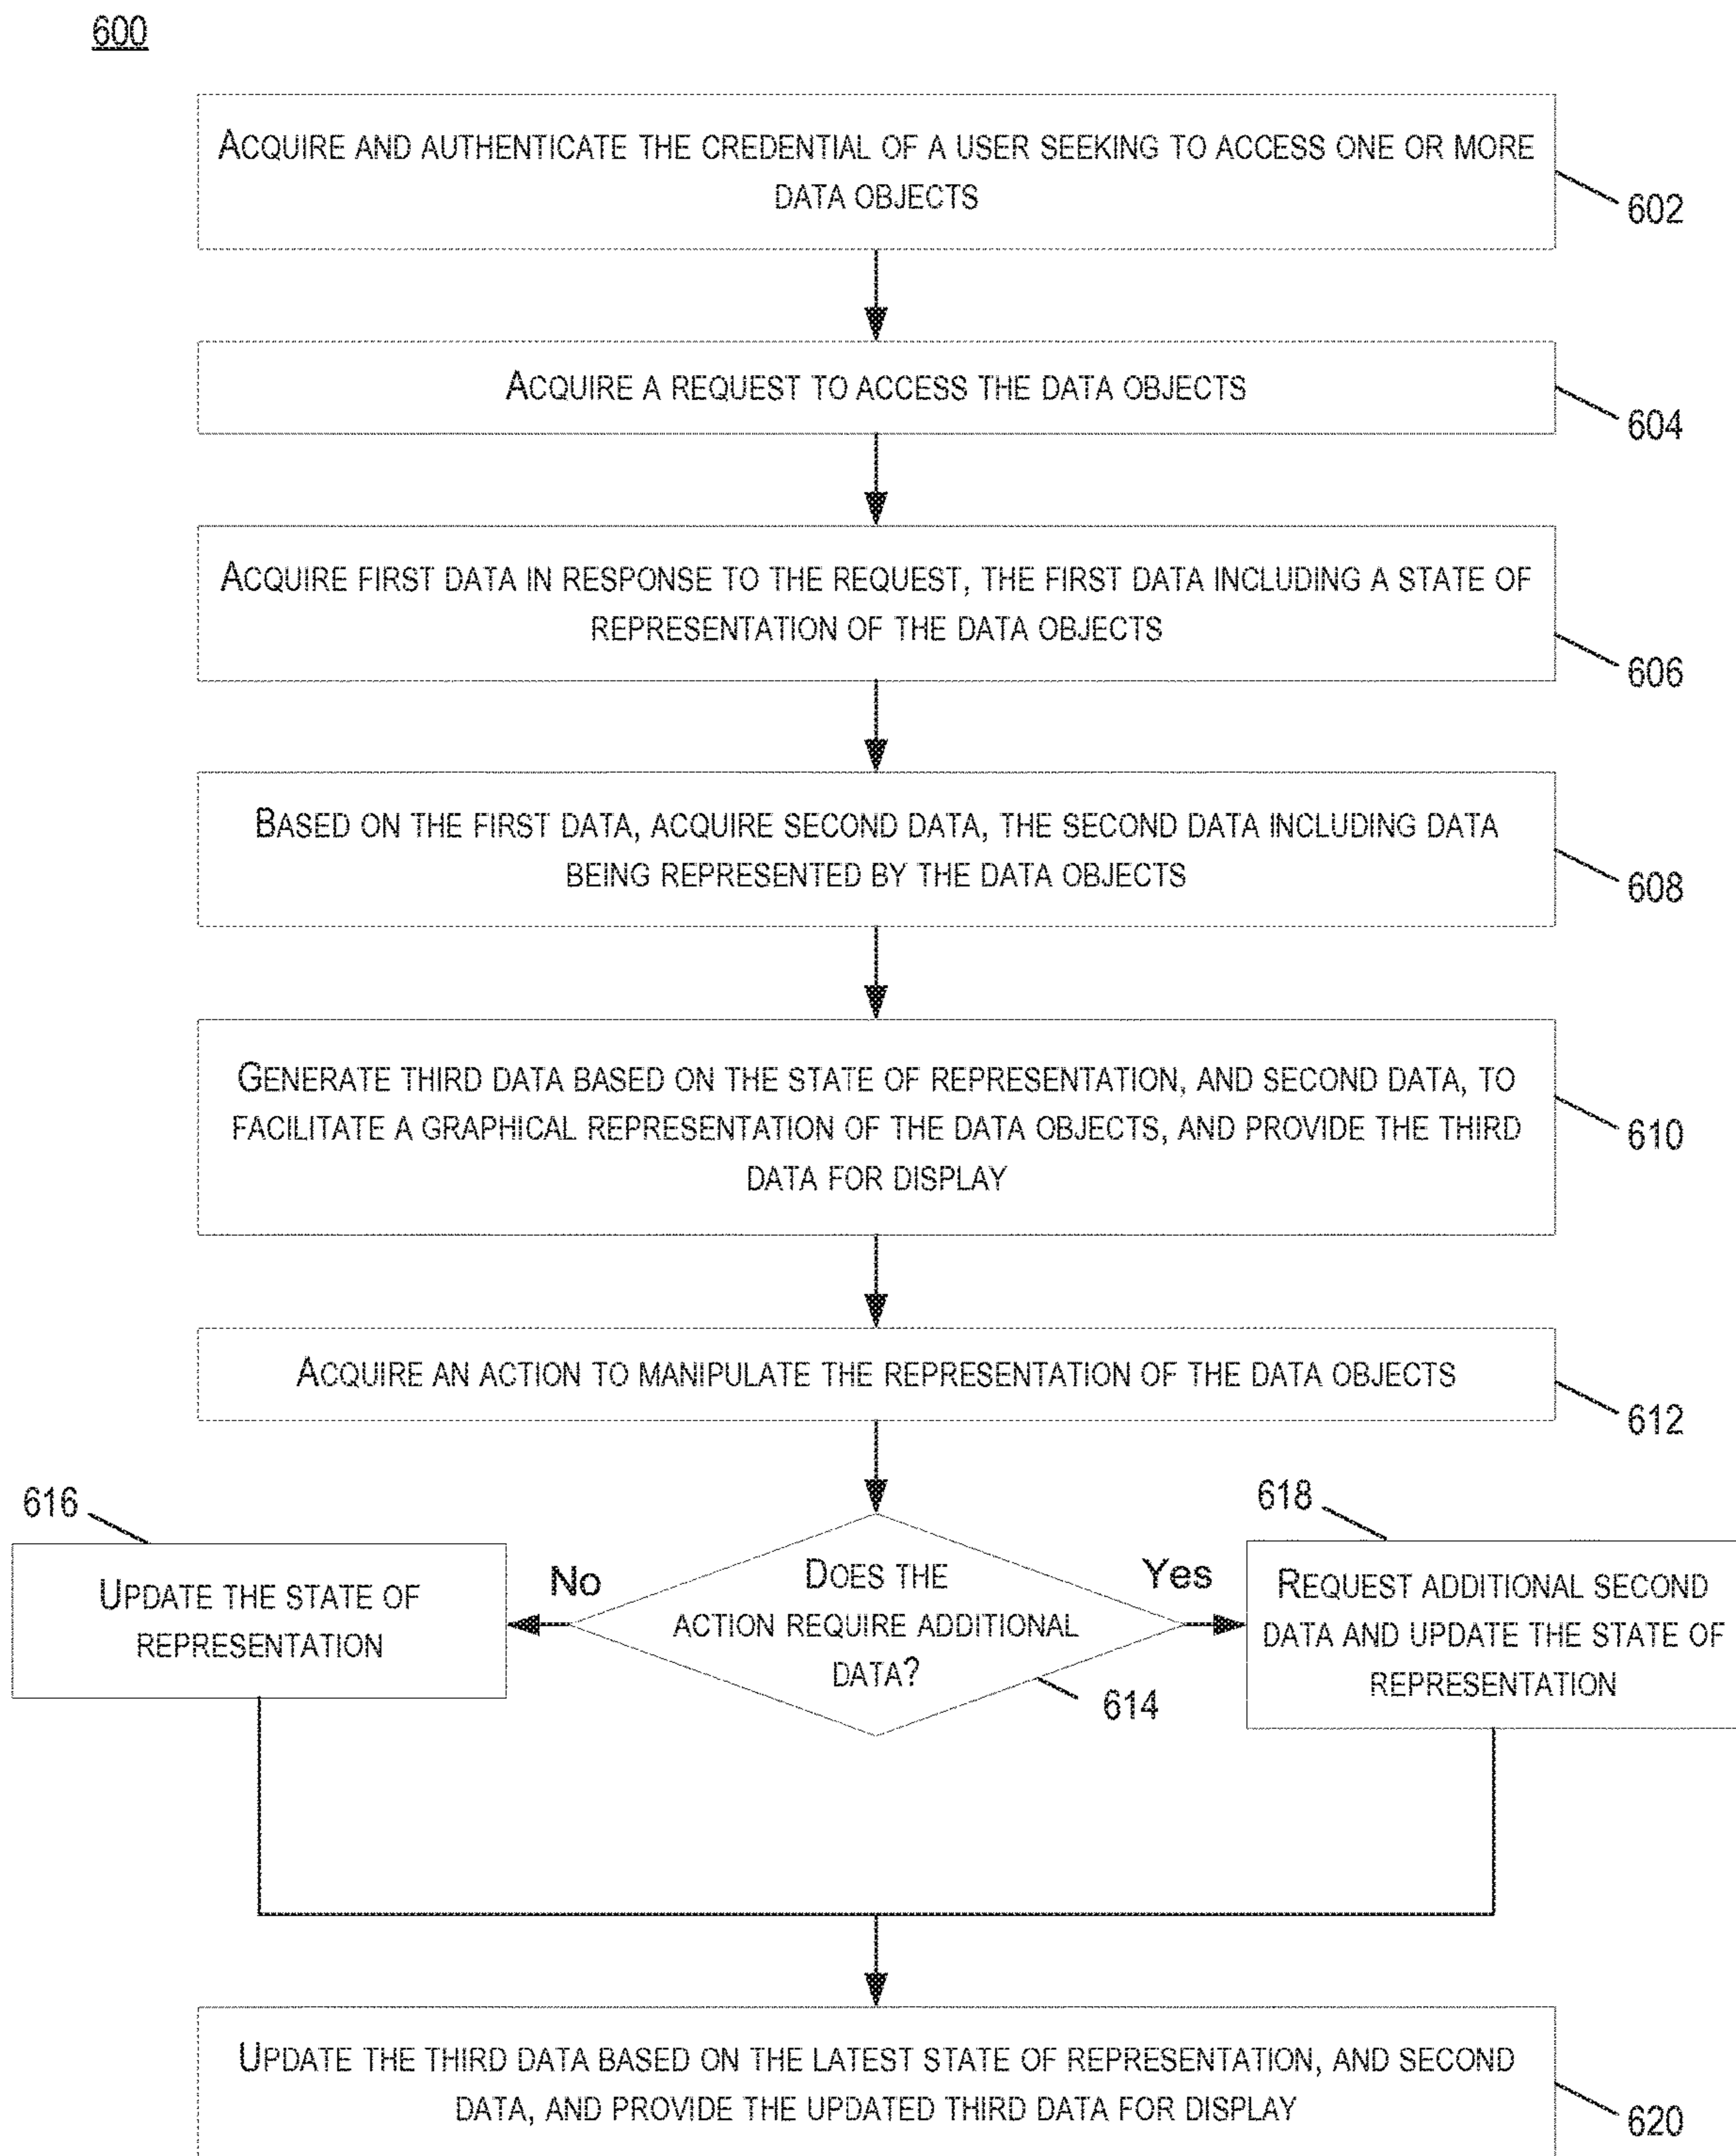 600
ACQUIRE AND AUTHENTICATE THE CREDENTIAL OF A USER SEEKING TO ACCESS ONE OR MORE
DATA OBJECTS
602
ACQUIRE A REQUEST TO ACCESS THE DATA OBJECTS
604
ACQUIRE FIRST DATA IN RESPONSE TO THE REQUEST, THE FIRST DATA INCLUDING A STATE OF
REPRESENTATION OF THE DATA OBJECTS
606
BASED ON THE FIRST DATA, ACQUIRE SECOND DATA, THE SECOND DATA INCLUDING DATA
BEING REPRESENTED BY THE DATA OBJECTS
608
GENERATE THIRD DATA BASED ON THE STATE OF REPRESENTATION, AND SECOND DATA, TO
FACILITATE A GRAPHICAL REPRESENTATION OF THE DATA OBJECTS, AND PROVIDE THE THIRD
DATA FOR DISPLAY
610
ACQUIRE AN ACTION TO MANIPULATE THE REPRESENTATION OF THE DATA OBJECTS
612
616
UPDATE THE STATE OF
REPRESENTATION
No
DOES THE
ACTION REQUIRE ADDITIONAL
DATA?
614
Yes
618
REQUEST ADDITIONAL SECOND
DATA AND UPDATE THE STATE OF
REPRESENTATION
UPDATE THE THIRD DATA BASED ON THE LATEST STATE OF REPRESENTATION, AND SECOND
DATA, AND PROVIDE THE UPDATED THIRD DATA FOR DISPLAY
620